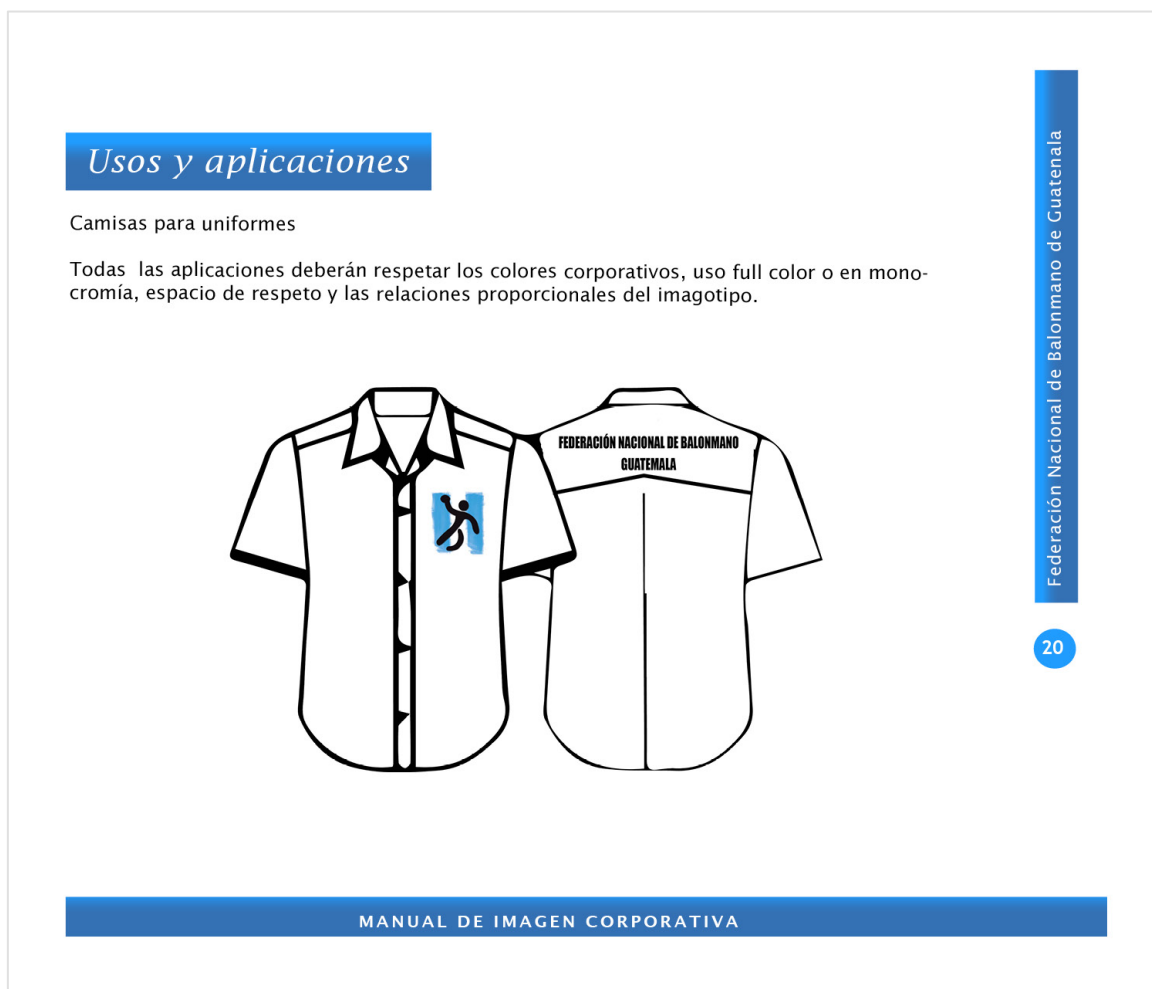 Usos y aplicaciones
Camisas para uniformes
Todas las aplicaciones deberán respetar los colores corporativos, uso full color o en mono-
cromía, espacio de respeto y las relaciones proporcionales del imagotipo.
FEDERACIÓN NACIONAL DE BALONMANO
GUATEMALA
Federación Nacional de Balonmano de Guatenala
20
MANUAL DE IMAGEN CORPORATIVA